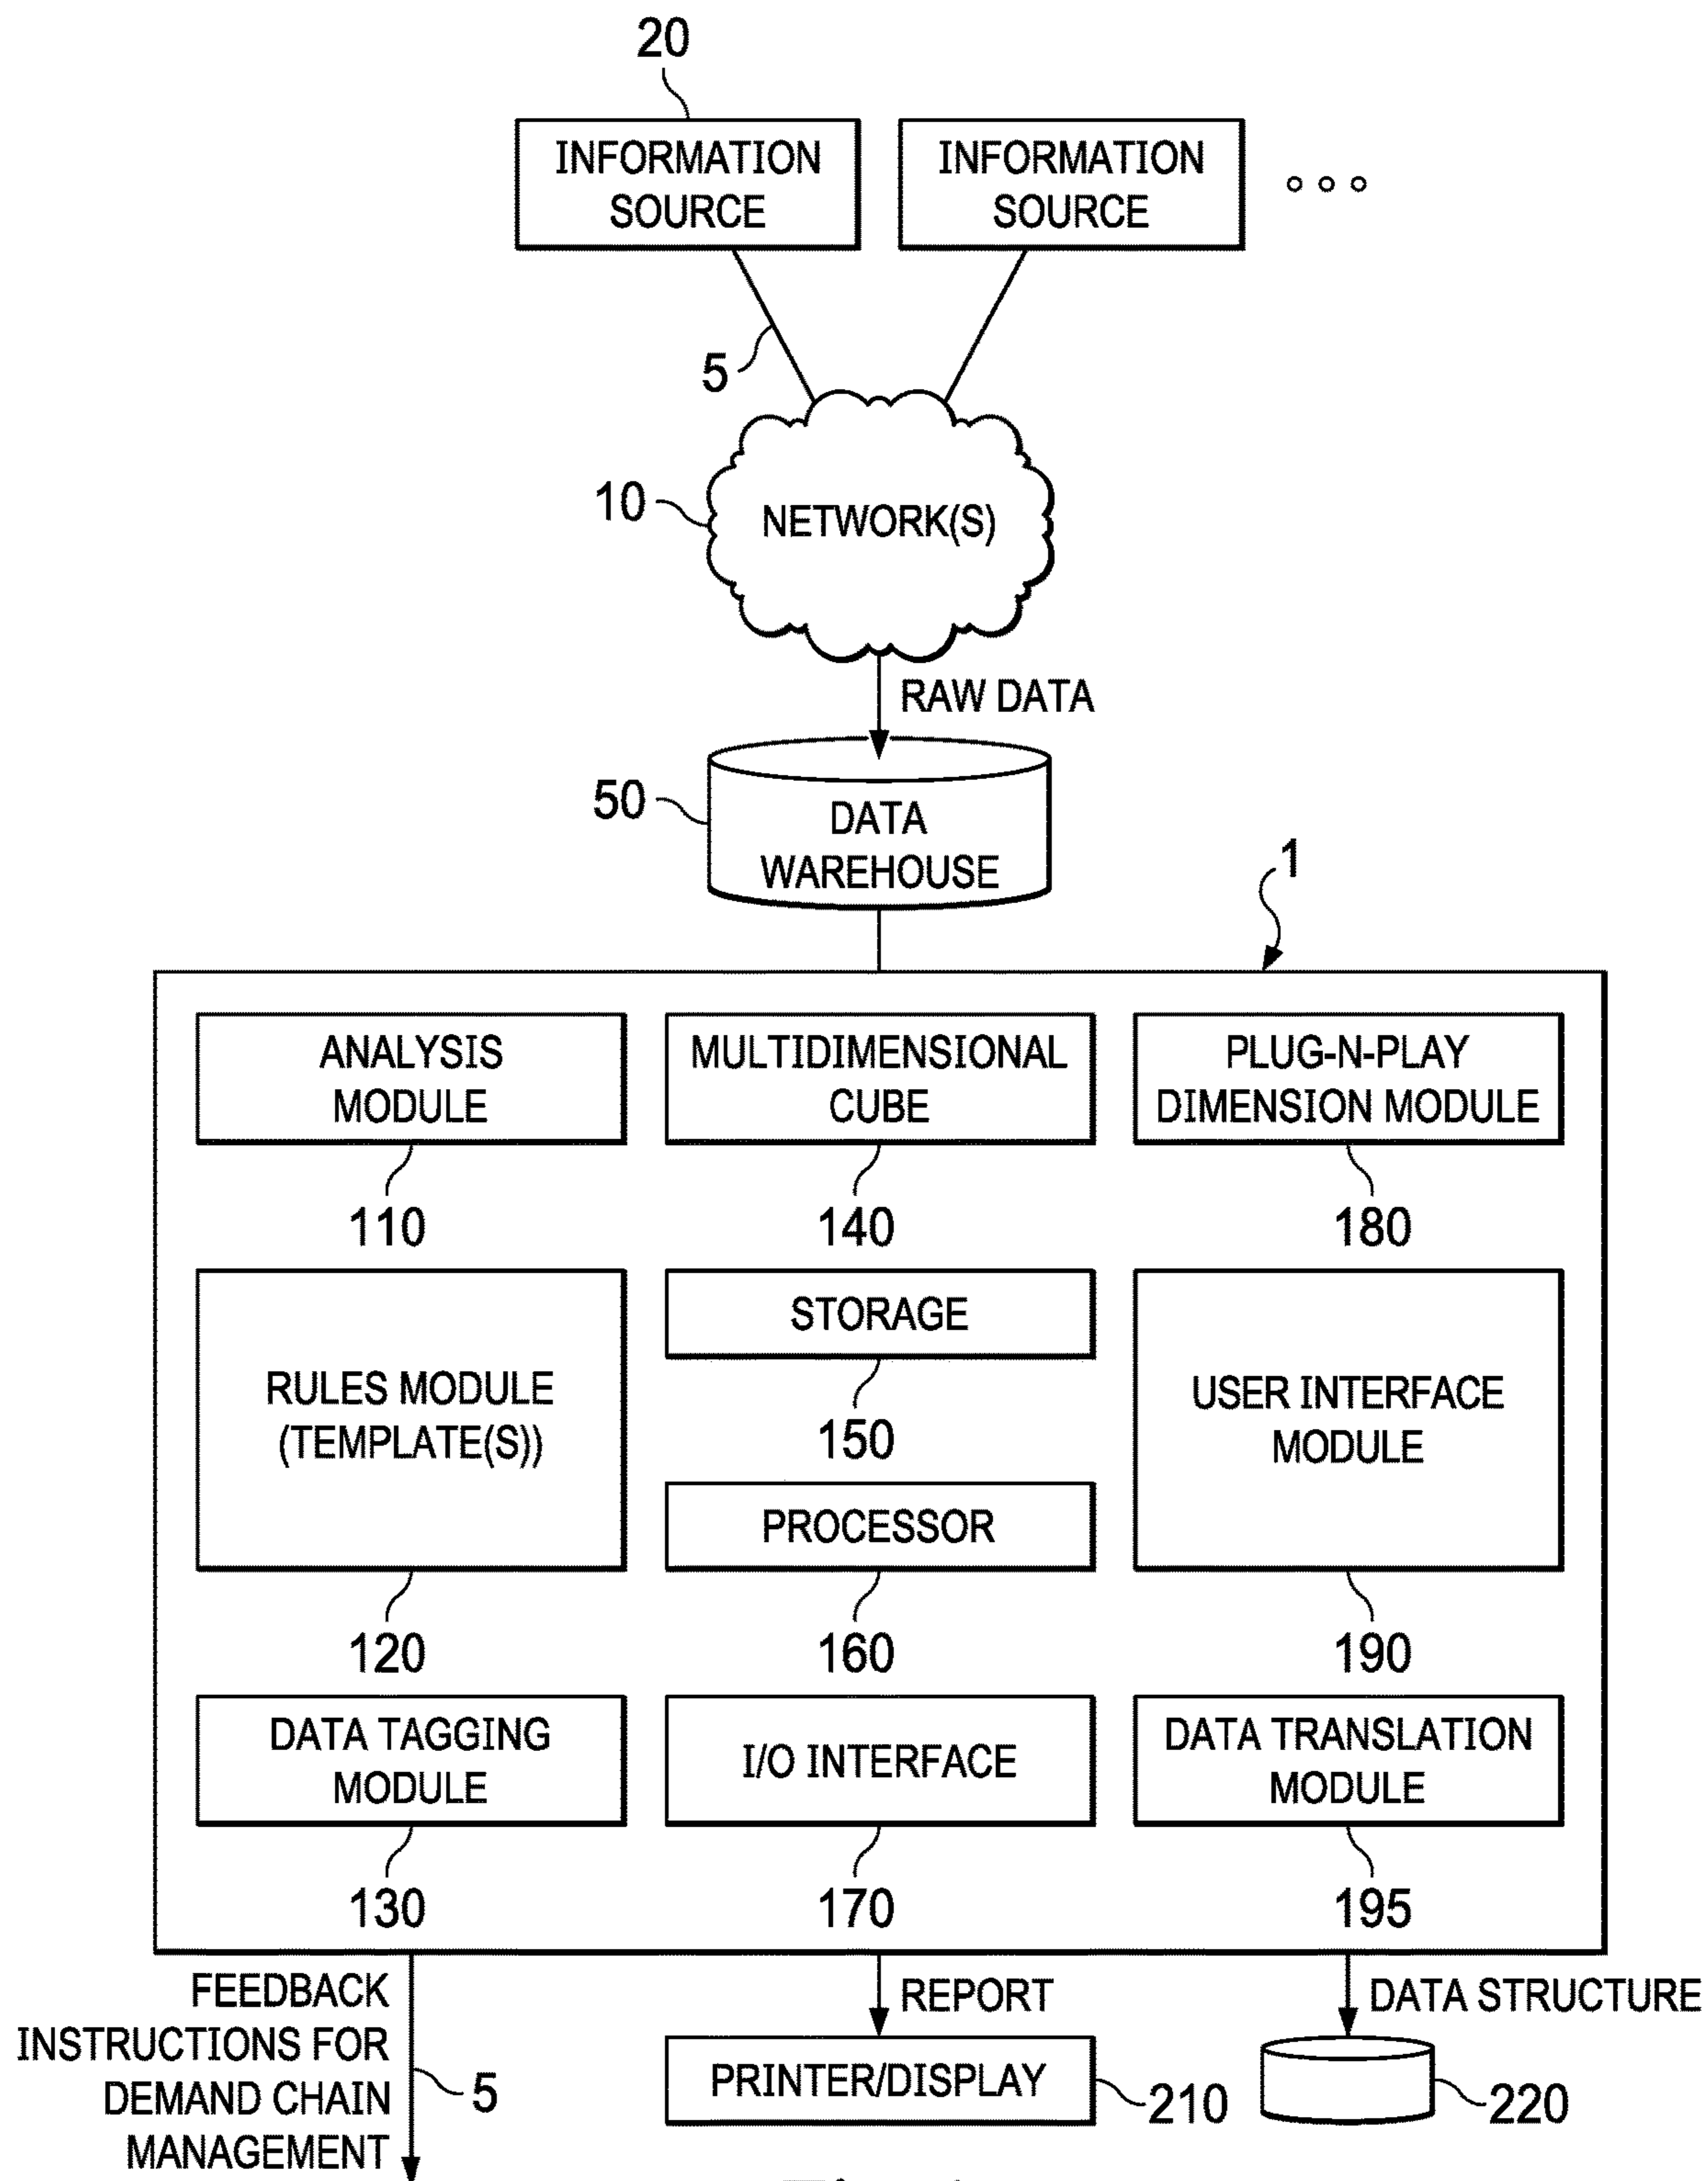 20
INFORMATION
SOURCE
INFORMATION
SOURCE
5
10
NETWORK(S)
RAW DATA
50
DATA
WAREHOUSE
1
ANALYSIS
MODULE
MULTIDIMENSIONAL
CUBE
PLUG-N-PLAY
DIMENSION MODULE
110
140
180
RULES MODULE
(TEMPLATE(S))
STORAGE
150
PROCESSOR
USER INTERFACE
MODULE
120
160
190
DATA TAGGING
MODULE
I/O INTERFACE
DATA TRANSLATION
MODULE
130
170
195
FEEDBACK
INSTRUCTIONS FOR
DEMAND CHAIN
MANAGEMENT
5
REPORT
PRINTER/DISPLAY
210
DATA STRUCTURE
220